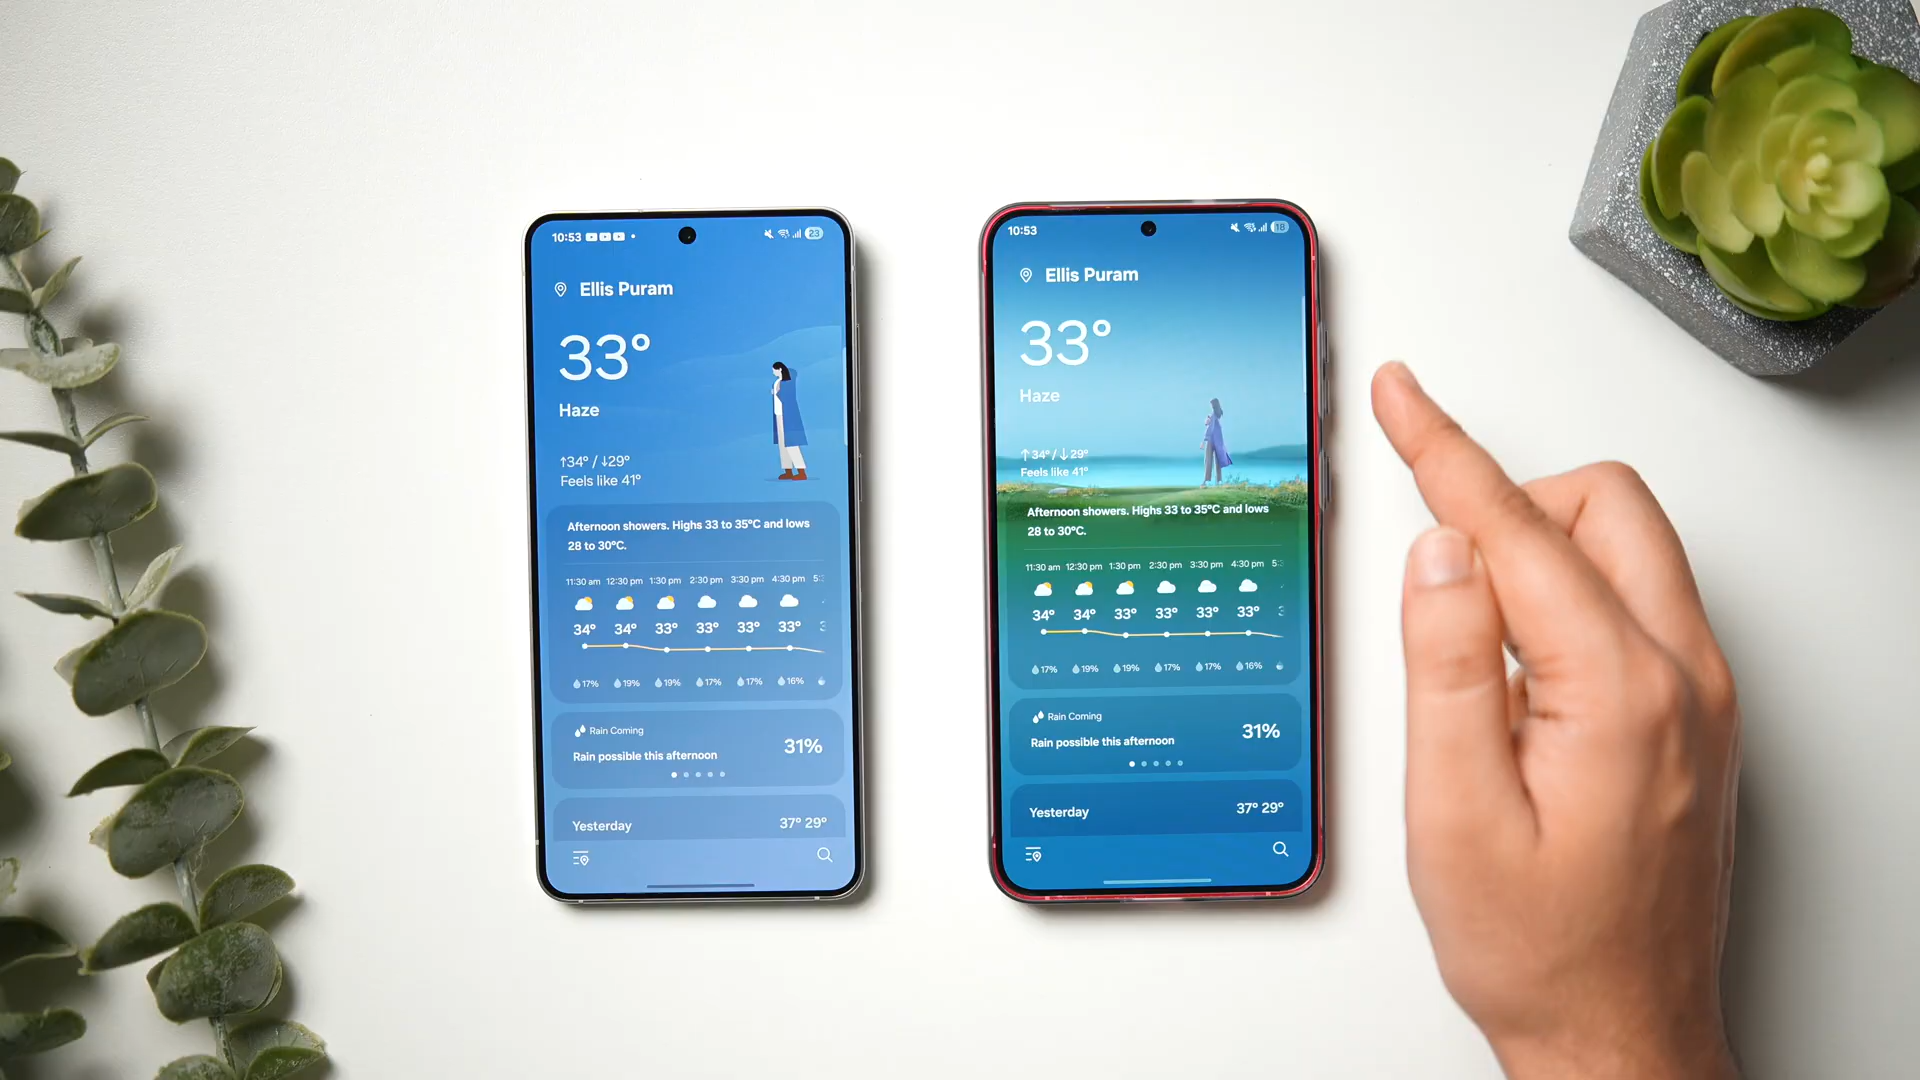 10:53
23
Ellis Puram
33°
Haze
↑34° / ↓29°
Feels like 41°
Afternoon showers. Highs 33 to 35°C and lows
28 to 30°C.
11:30 am 12:30 pm 1:30 pm 2:30 pm 3:30 pm 4:30 pm 5:
34° 34° 33° 33° 33° 33°
17% 19% 19% 17% 17% 16%
Rain Coming
Rain possible this afternoon
31%
Yesterday 37° 29°
10:53
18
Ellis Puram
33°
Haze
↑34° / ↓29°
Feels like 41°
Afternoon showers. Highs 33 to 35°C and lows
28 to 30°C.
11:30 am 12:30 pm 1:30 pm 2:30 pm 3:30 pm 4:30 pm 5:
34° 34° 33° 33° 33° 33°
17% 19% 19% 17% 17% 16%
Rain Coming
Rain possible this afternoon
31%
Yesterday 37° 29°